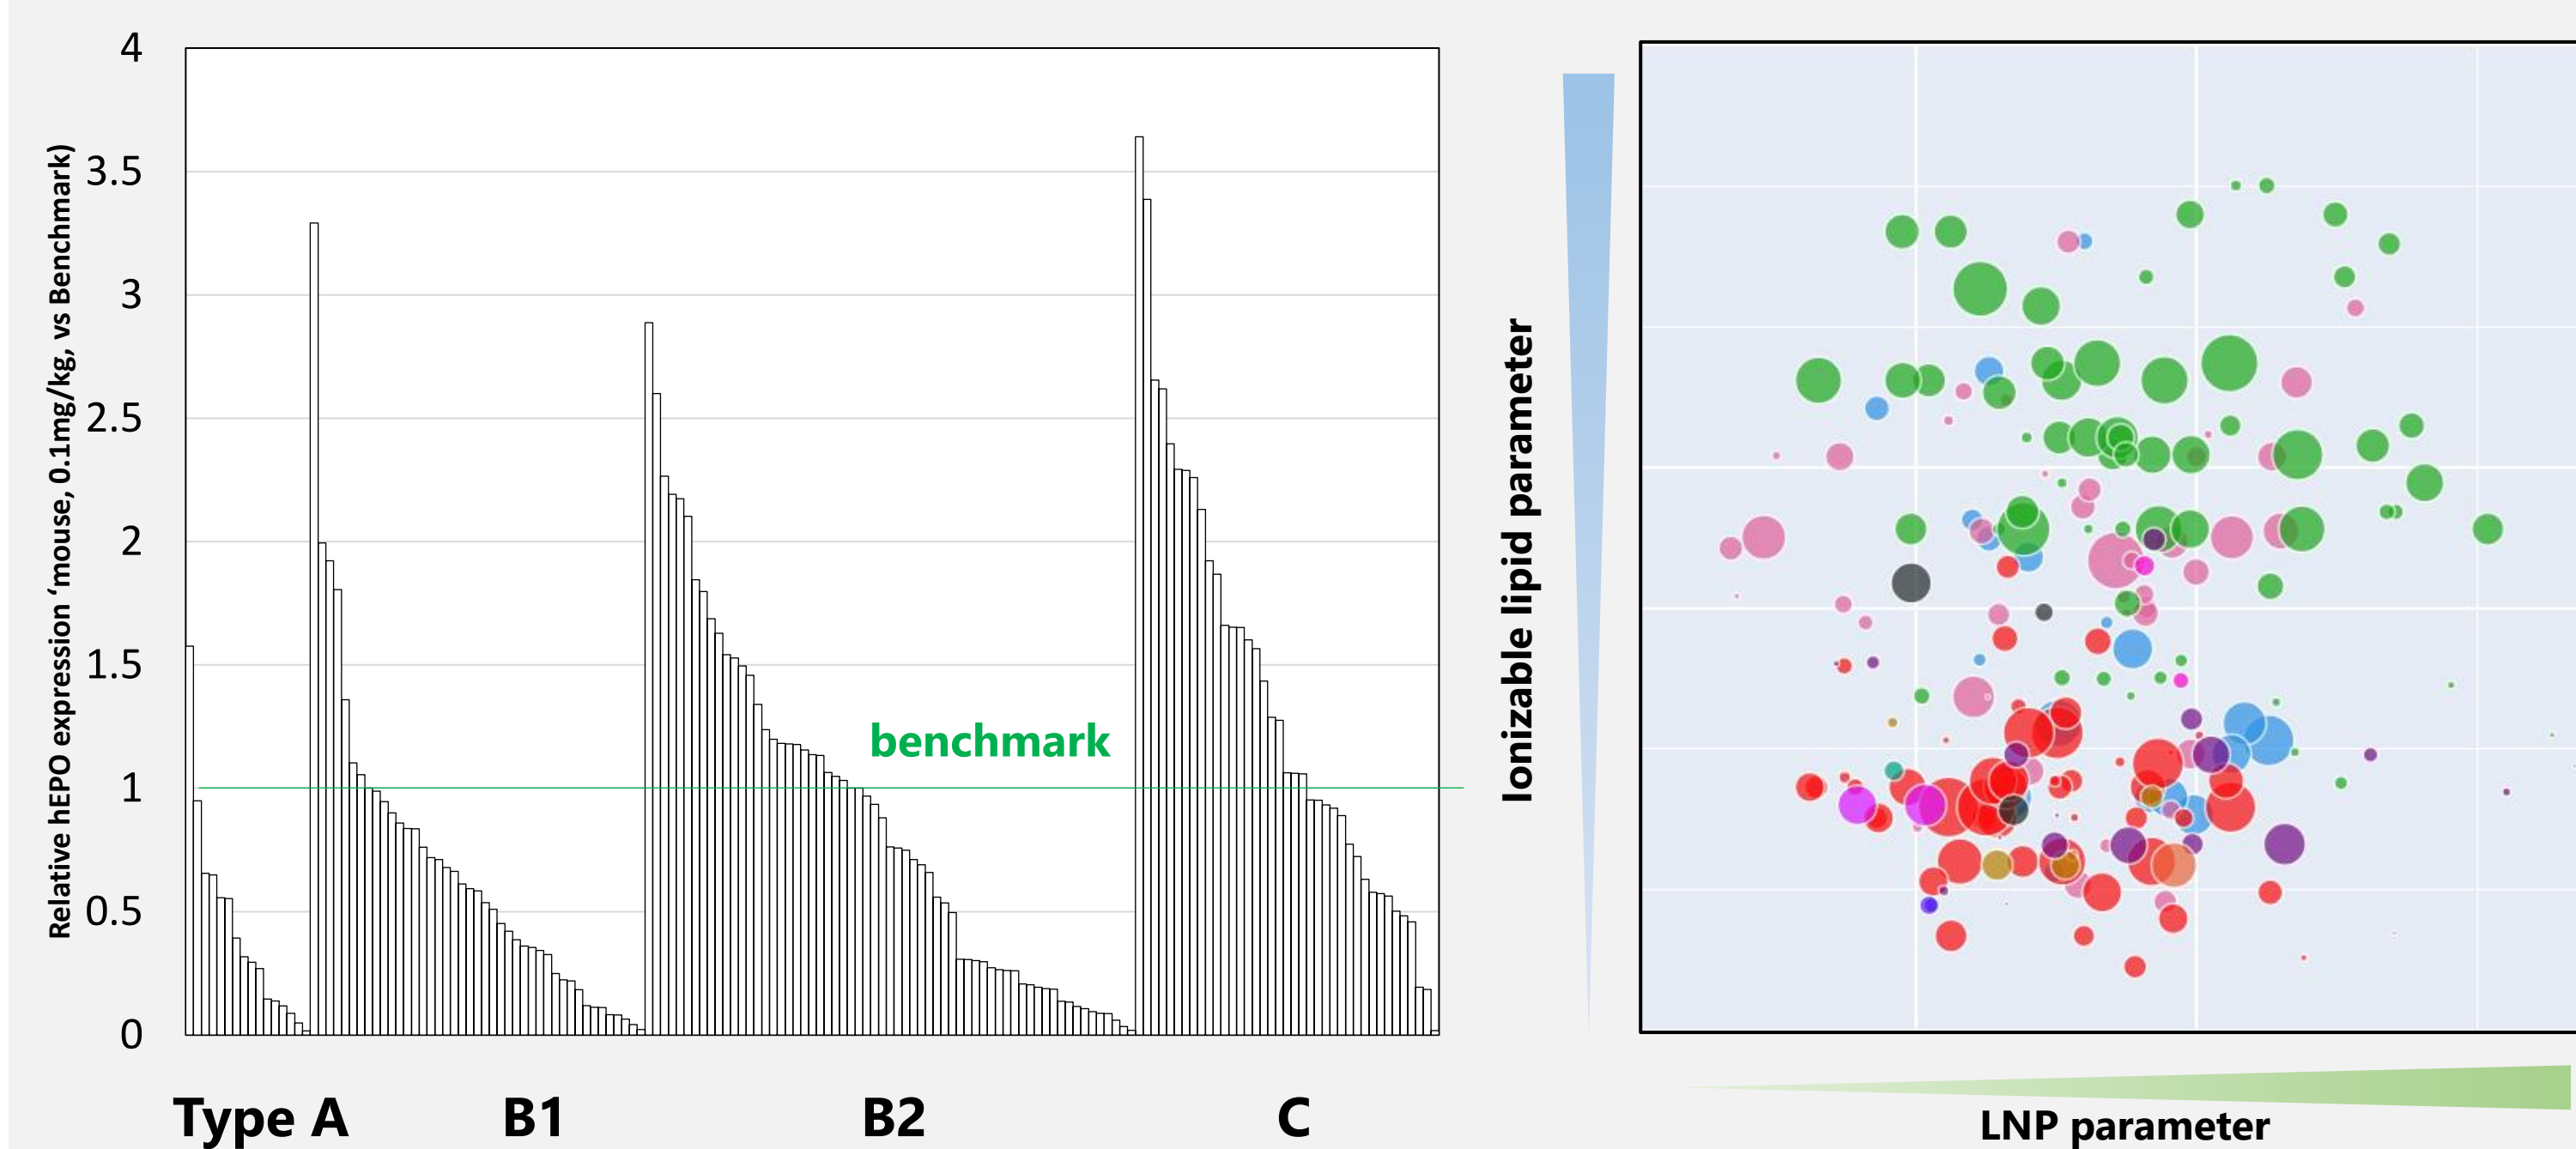 Relative hEPO expression ‘mouse, 0.1mg/kg, vs Benchmark)
4
3.5
3
2.5
2
1.5
1
0.5
0
benchmark
Type A B1 B2 C
Ionizable lipid parameter
LNP parameter